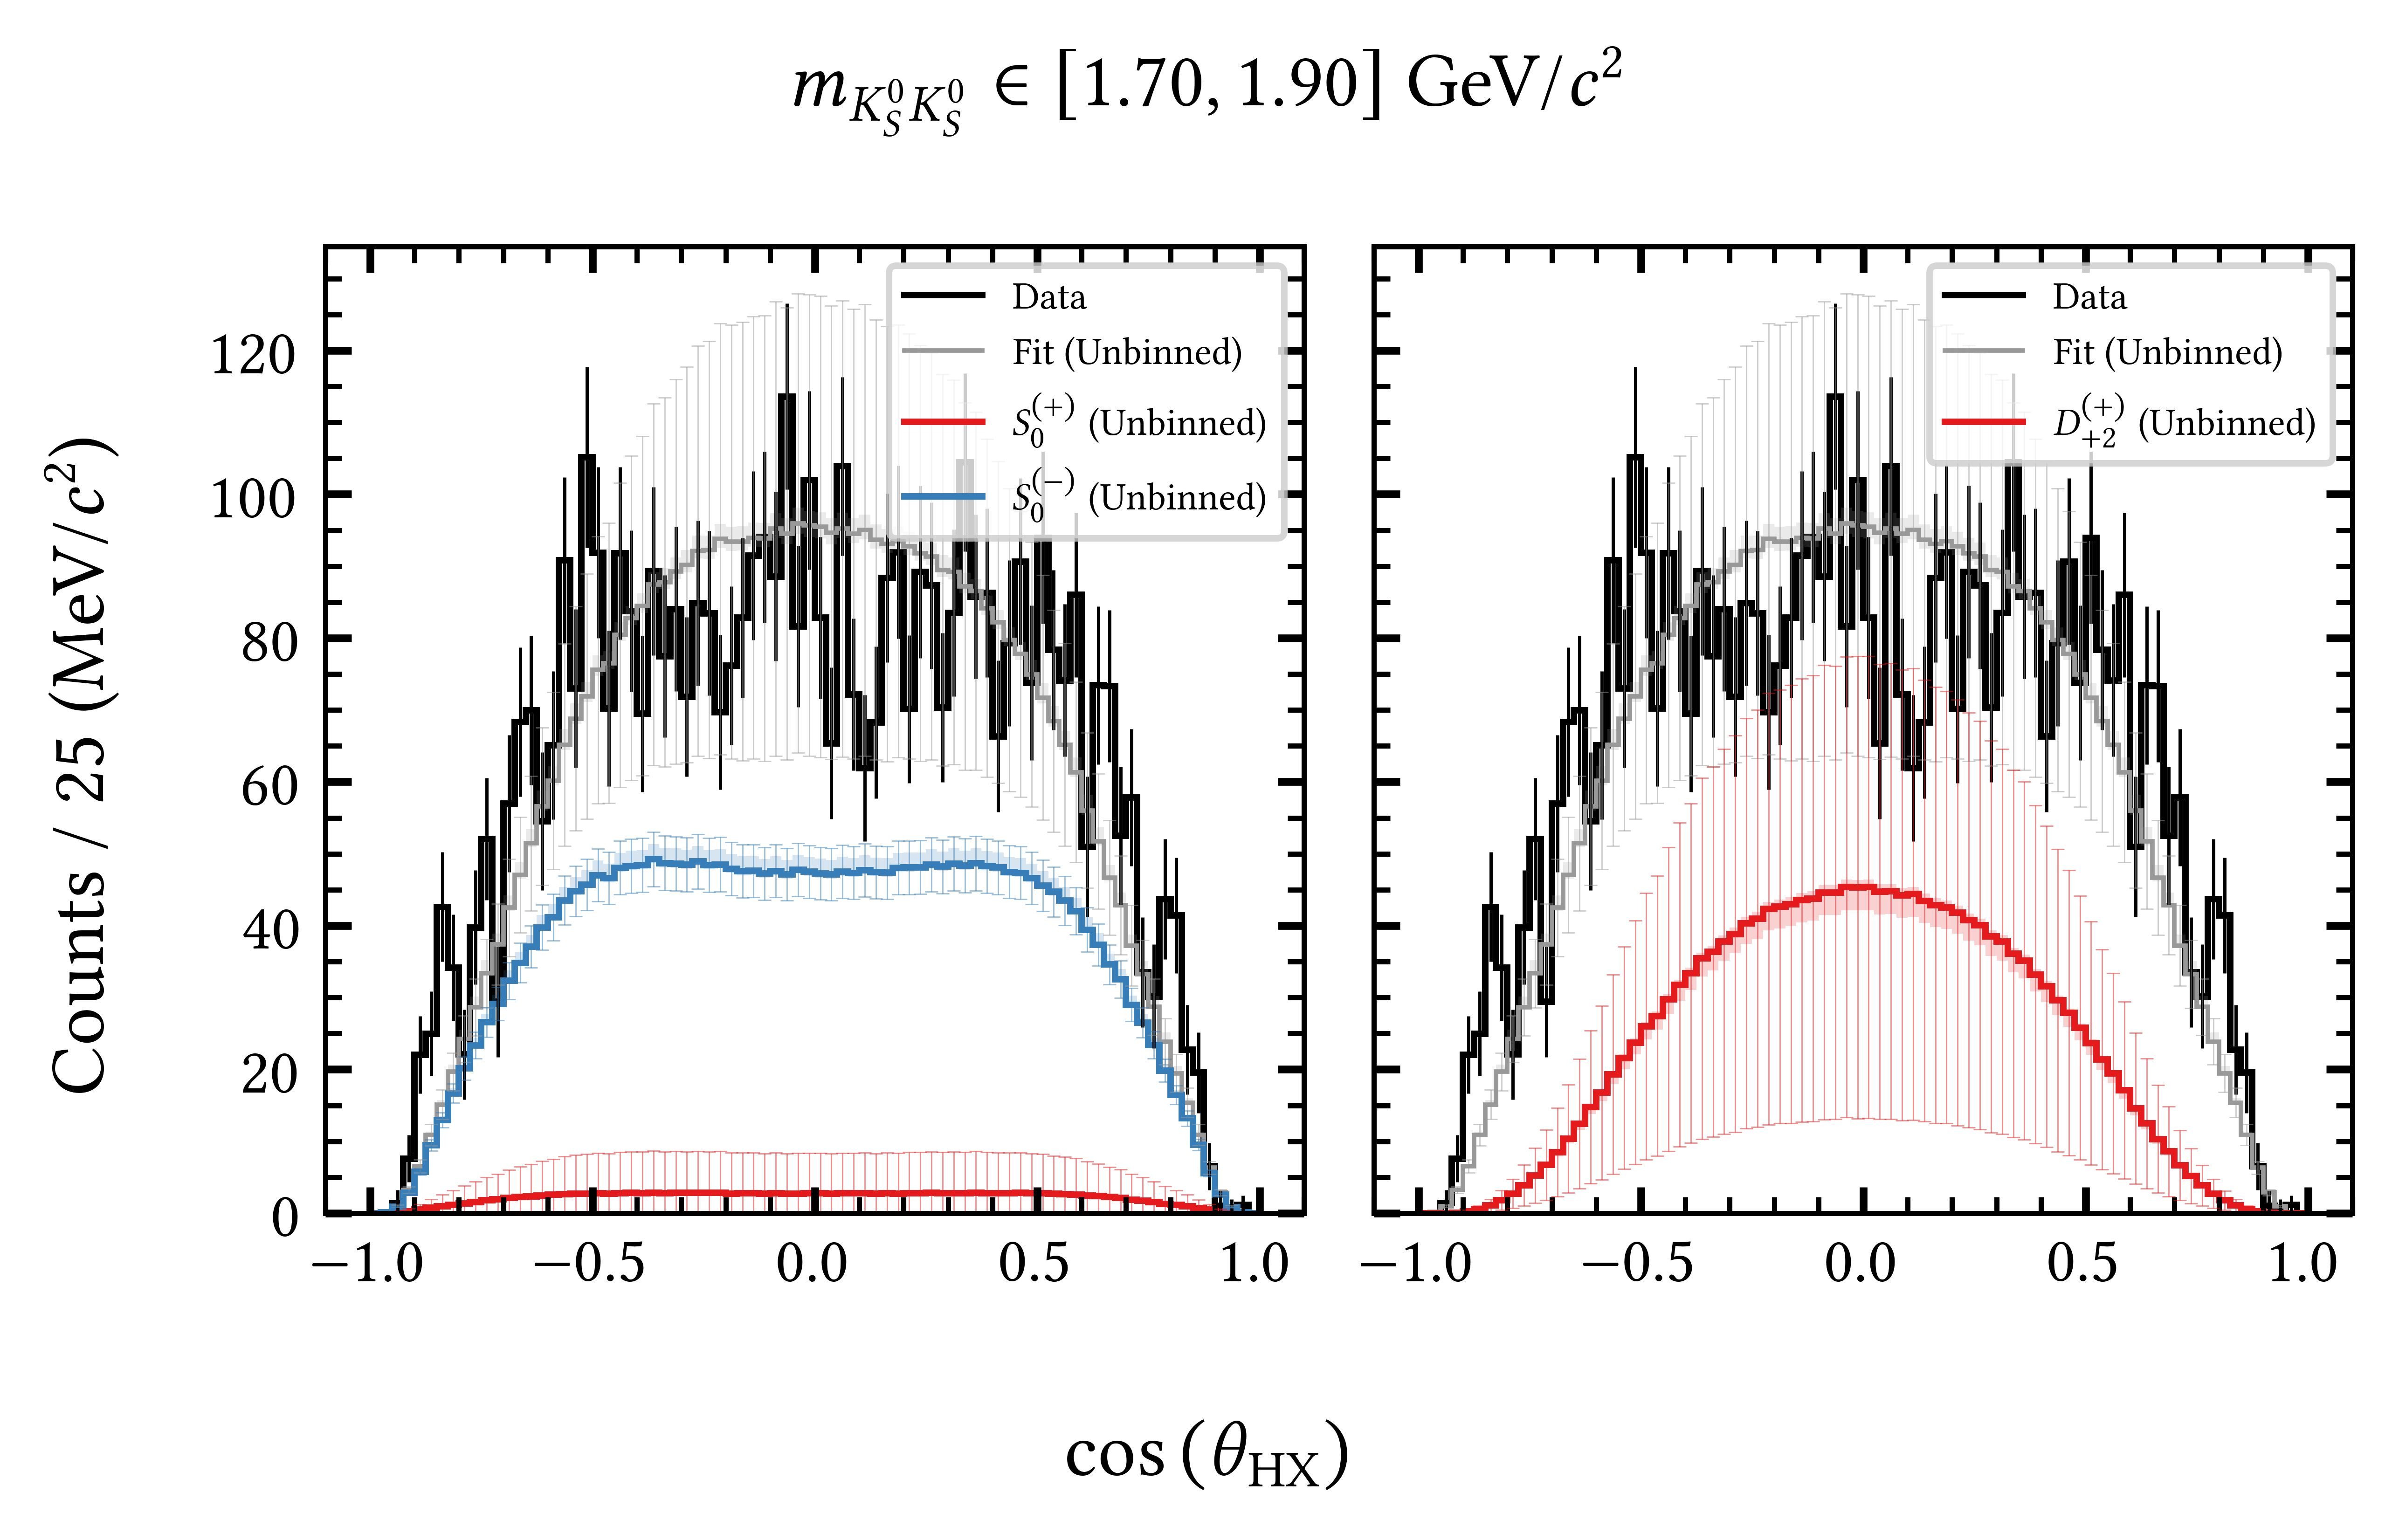 m_{K_S^0 K_S^0} ∈ [1.70, 1.90] GeV/c^2
Counts / 25 (MeV/c^2)
120
100
80
60
40
20
0
Data
Fit (Unbinned)
S_0^{(+)} (Unbinned)
S_0^{(−)} (Unbinned)
Data
Fit (Unbinned)
D_{+2}^{(+)} (Unbinned)
−1.0 −0.5 0.0 0.5 1.0
−1.0 −0.5 0.0 0.5 1.0
cos (θ_{HX})